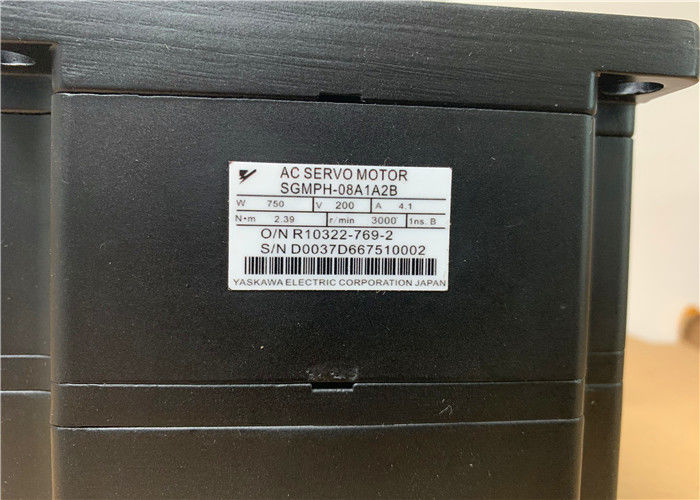 AC SERVO MOTOR
SGMPH-08A1A2B
W 750 V 200 A 4.1
N·m 2.39 r/min 3000 Ins. B
O/N R10322-769-2
S/N D0037D667510002
YASKAWA ELECTRIC CORPORATION JAPAN